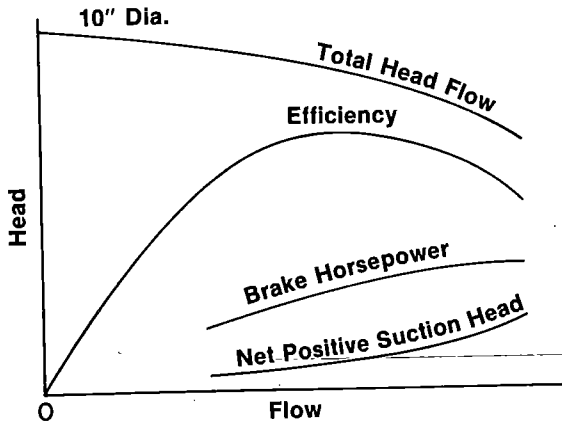 10" Dia.
Total Head Flow
Efficiency
Head
Brake Horsepower
Net Positive Suction Head
O
Flow